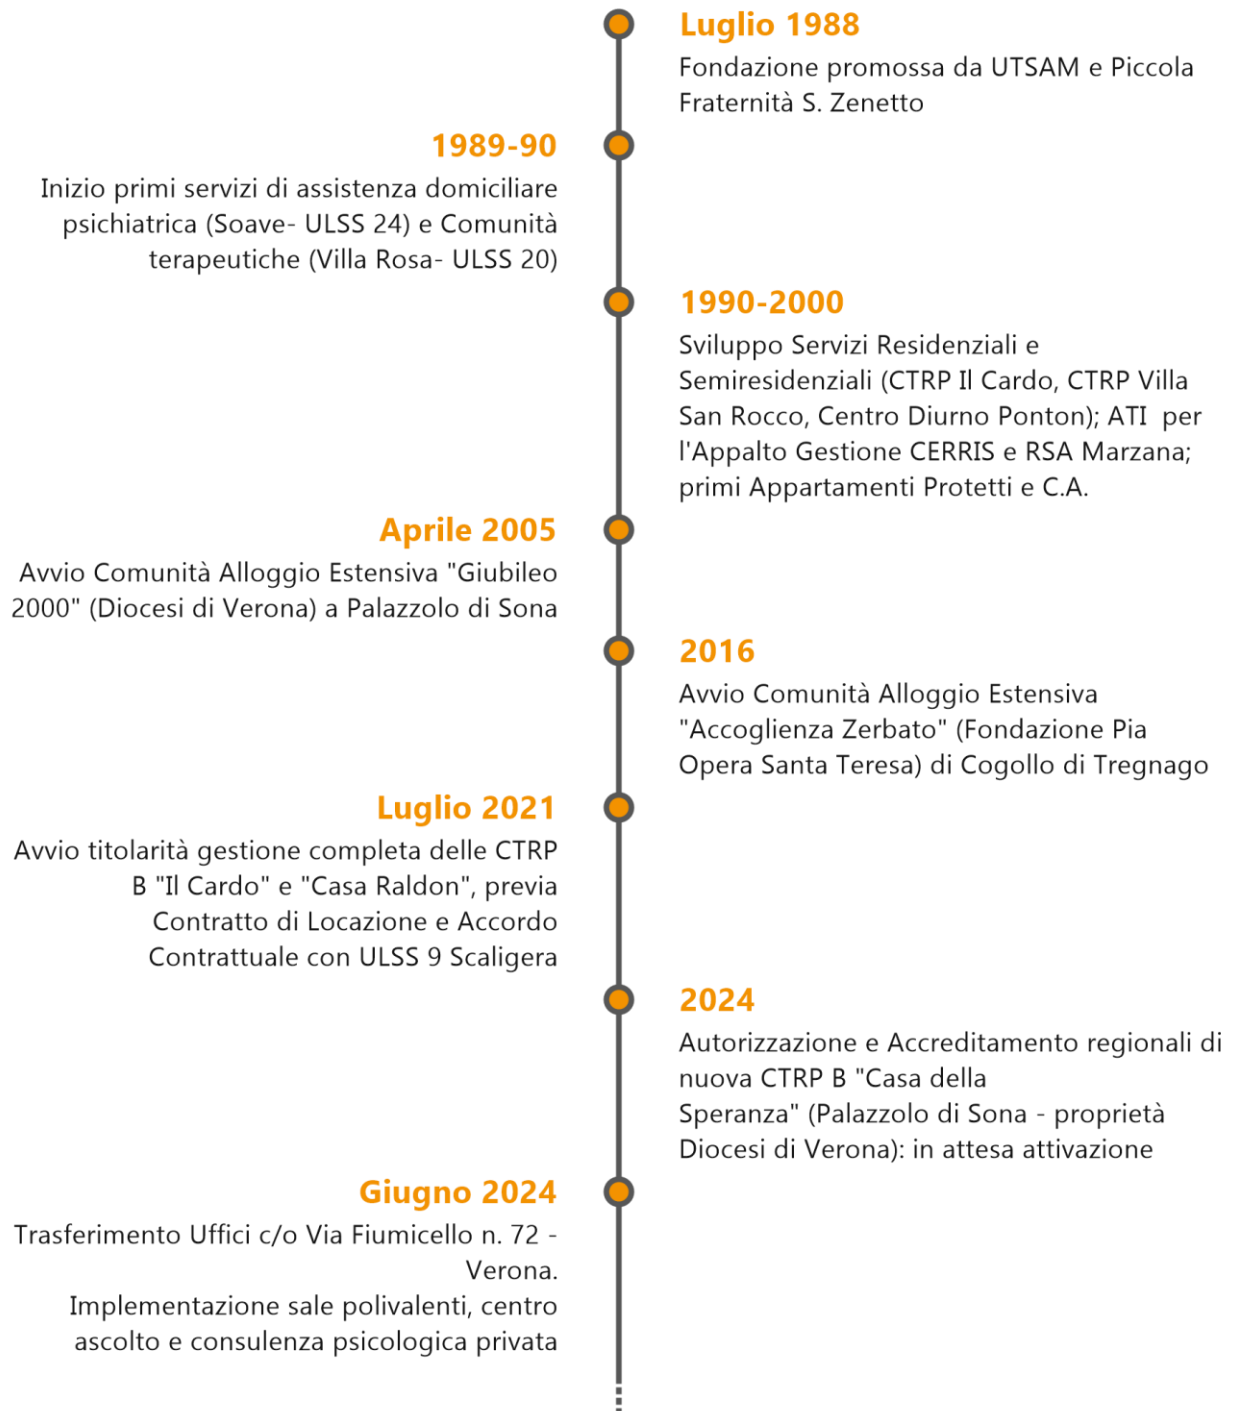 Luglio 1988
Fondazione promossa da UTSAM e Piccola
Fraternità S. Zenetto
1989-90
Inizio primi servizi di assistenza domiciliare
psichiatrica (Soave- ULSS 24) e Comunità
terapeutiche (Villa Rosa- ULSS 20)
1990-2000
Sviluppo Servizi Residenziali e
Semiresidenziali (CTRP Il Cardo, CTRP Villa
San Rocco, Centro Diurno Ponton); ATI  per
l'Appalto Gestione CERRIS e RSA Marzana;
primi Appartamenti Protetti e C.A.
Aprile 2005
Avvio Comunità Alloggio Estensiva "Giubileo
2000" (Diocesi di Verona) a Palazzolo di Sona
2016
Avvio Comunità Alloggio Estensiva
"Accoglienza Zerbato" (Fondazione Pia
Opera Santa Teresa) di Cogollo di Tregnago
Luglio 2021
Avvio titolarità gestione completa delle CTRP
B "Il Cardo" e "Casa Raldon", previa
Contratto di Locazione e Accordo
Contrattuale con ULSS 9 Scaligera
2024
Autorizzazione e Accreditamento regionali di
nuova CTRP B "Casa della
Speranza" (Palazzolo di Sona - proprietà
Diocesi di Verona): in attesa attivazione
Giugno 2024
Trasferimento Uffici c/o Via Fiumicello n. 72 -
Verona.
Implementazione sale polivalenti, centro
ascolto e consulenza psicologica privata